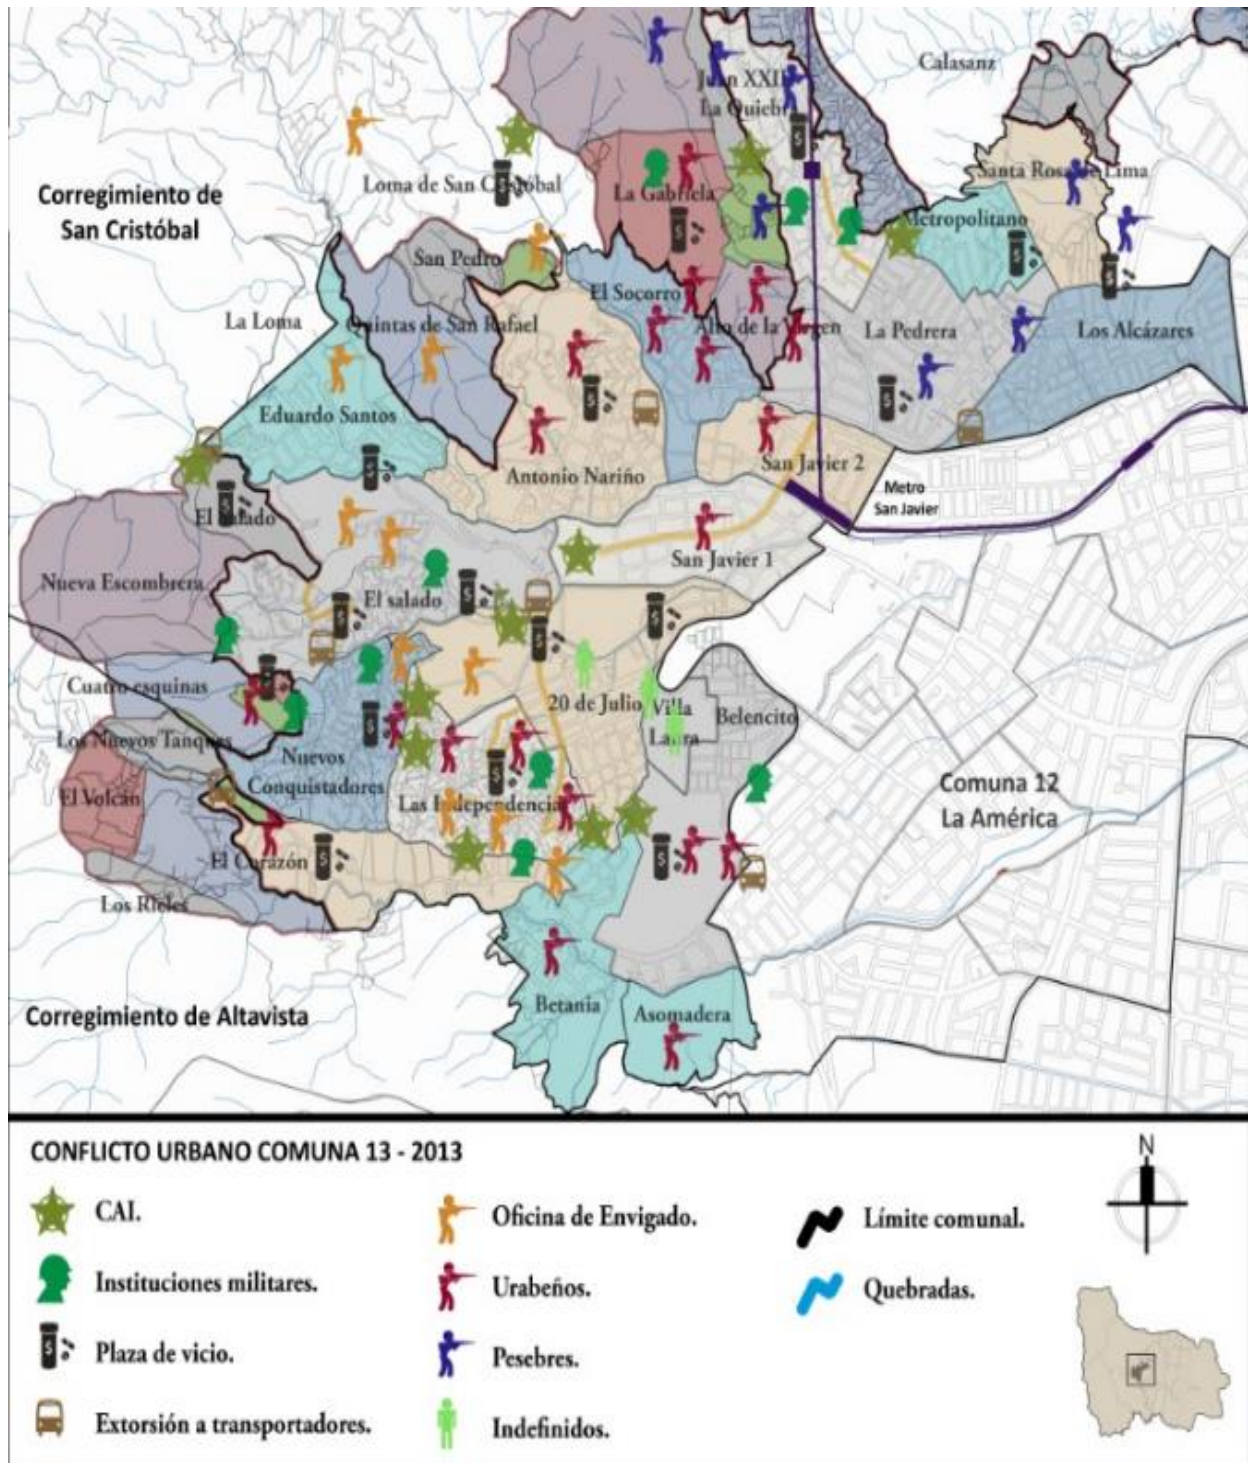 Calasanz
Juan XXIII
La Quiebra
Santa Rosa de Lima
Corregimiento de
San Cristóbal
Loma de San Cristóbal
La Gabriela
Metropolitano
San Pedro
El Socorro
La Loma
Quintas de San Rafael
Alto de la Virgen
La Pedrera
Los Alcázares
Eduardo Santos
Antonio Nariño
San Javier 2
Metro
San Javier
El Salado
San Javier 1
Nueva Escombrera
El salado
Cuatro esquinas
20 de Julio
Villa
Laura
Belencito
Los Nuevos Tanques
Nuevos
Conquistadores
El Volcán
Las Independencias
Comuna 12
La América
El Corazón
Los Rieles
Betania
Asomadera
Corregimiento de Altavista
CONFLICTO URBANO COMUNA 13 - 2013
N
CAI.
Oficina de Envigado.
Límite comunal.
Instituciones militares.
Urabeños.
Quebradas.
Plaza de vicio.
Pesebres.
Extorsión a transportadores.
Indefinidos.